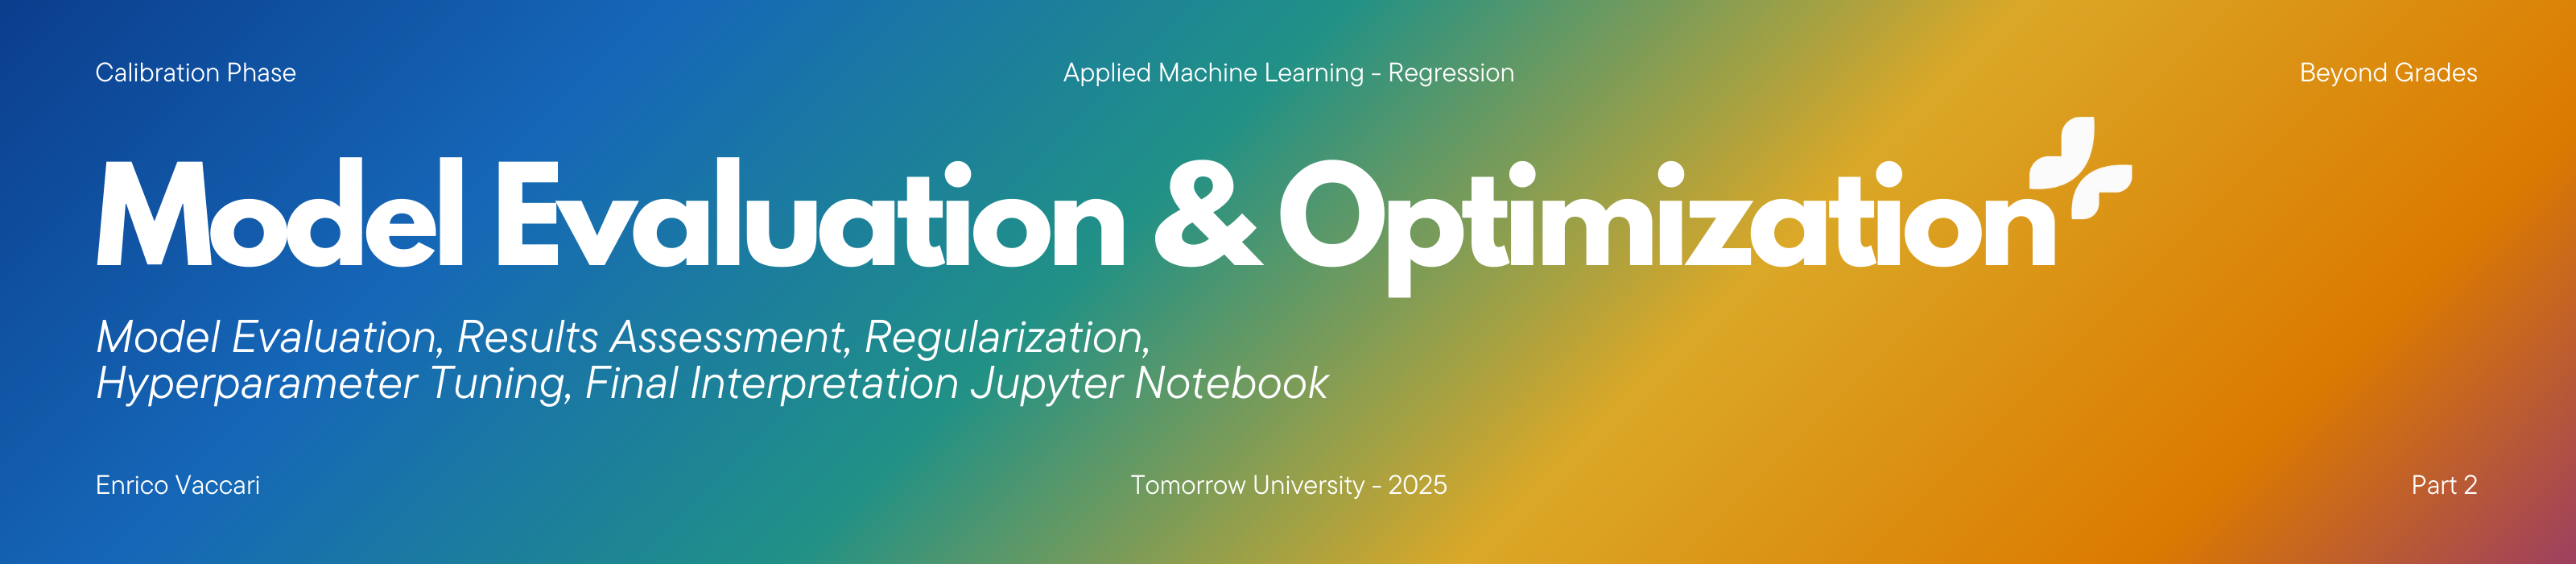 Calibration Phase
Applied Machine Learning - Regression
Beyond Grades
Model Evaluation & Optimization
Model Evaluation, Results Assessment, Regularization,
Hyperparameter Tuning, Final Interpretation Jupyter Notebook
Enrico Vaccari
Tomorrow University - 2025
Part 2